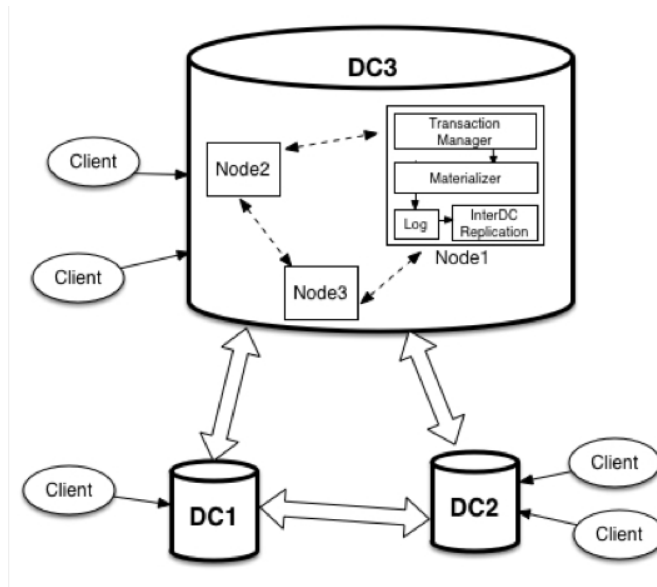 DC3
Client
Client
Node2
Node3
Transaction
Manager
Materializer
Log
InterDC
Replication
Node1
Client
DC1
DC2
Client
Client